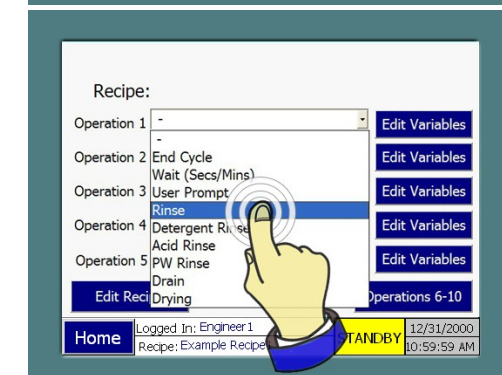 Recipe:
Operation 1 - Edit Variables
-
Operation 2 End Cycle Edit Variables
Wait (Secs/Mins)
Operation 3 User Prompt Edit Variables
Rinse
Operation 4 Detergent Rinse Edit Variables
Acid Rinse
Operation 5 PW Rinse Edit Variables
Drain
Edit Reci Drying Operations 6-10
Home Logged In: Engineer1 STANDBY 12/31/2000
Recipe: Example Recipe 10:59:59 AM